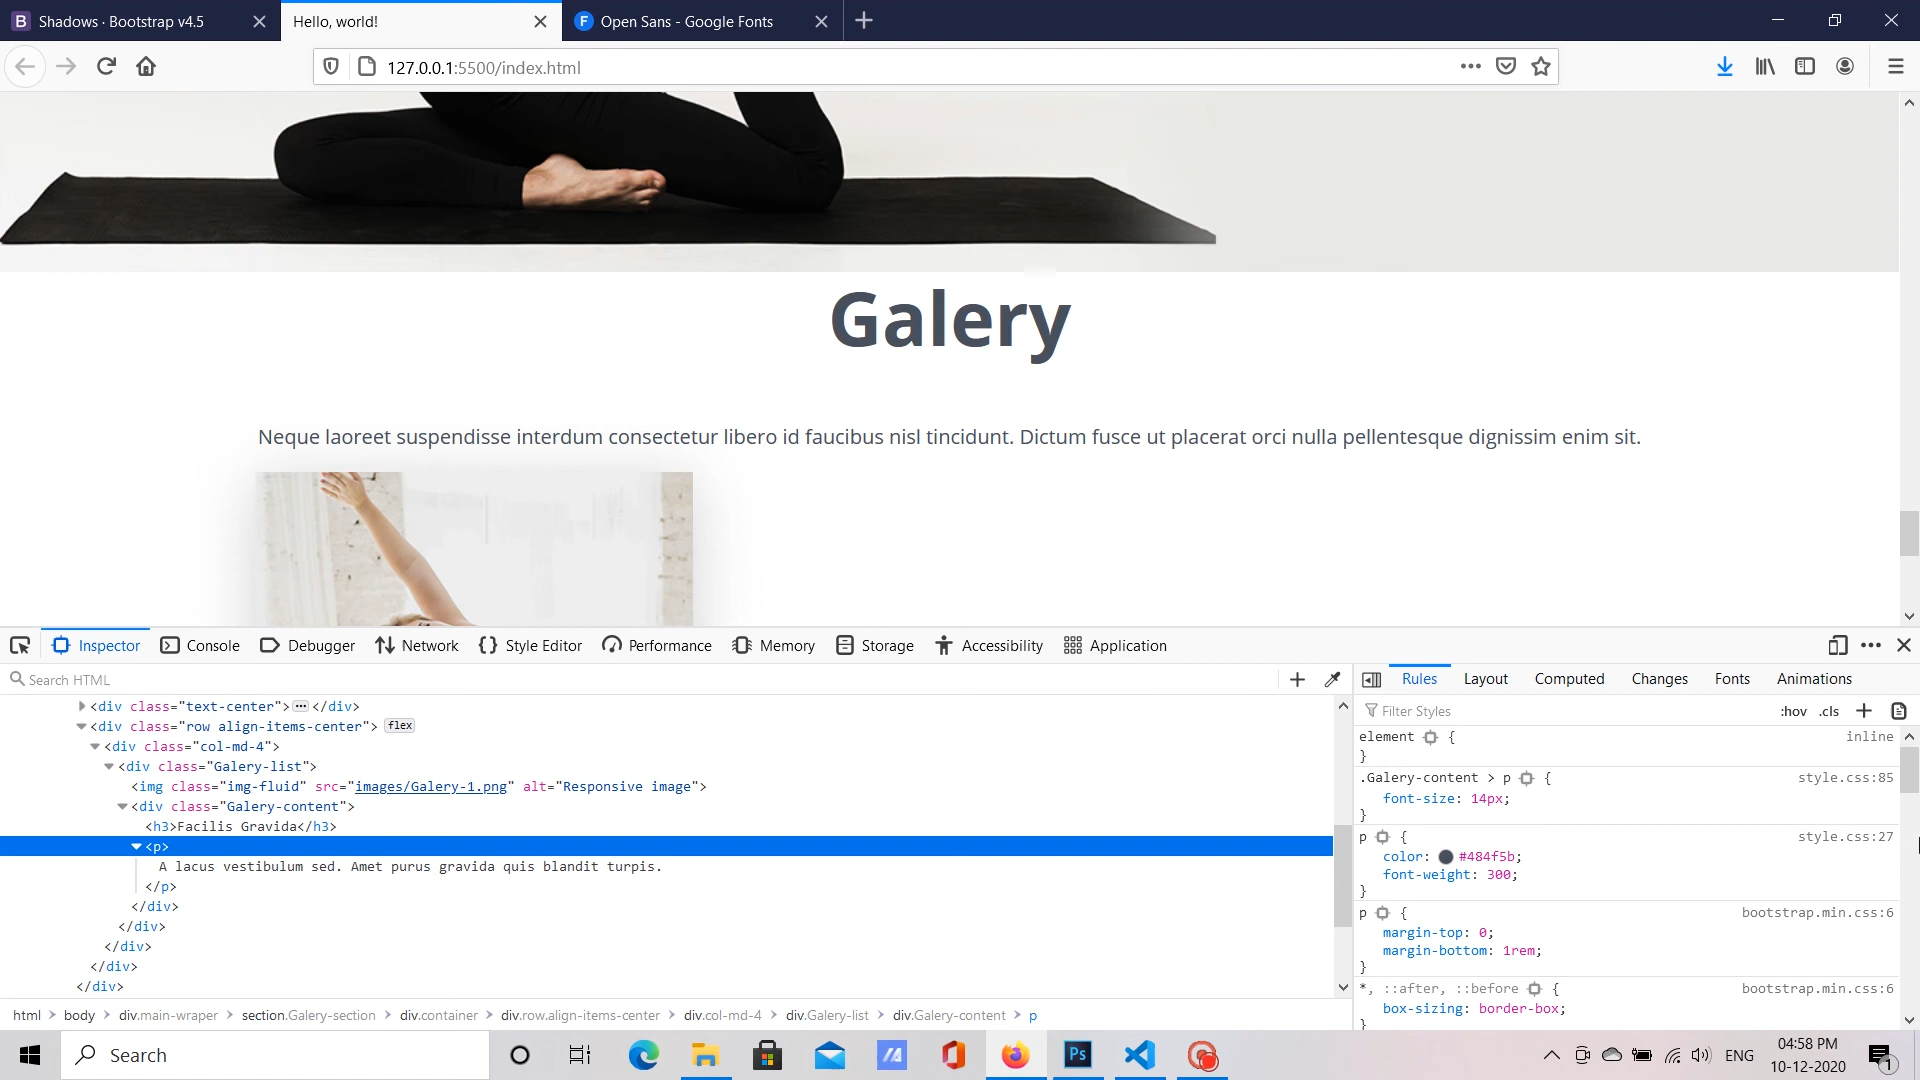 B Shadows · Bootstrap v4.5
Hello, world!
F Open Sans - Google Fonts
127.0.0.1:5500/index.html
Galery
Neque laoreet suspendisse interdum consectetur libero id faucibus nisl tincidunt. Dictum fusce ut placerat orci nulla pellentesque dignissim enim sit.
Inspector Console Debugger Network Style Editor Performance Memory Storage Accessibility Application
Search HTML
<div class="text-center"> ••• </div>
<div class="row align-items-center"> flex
<div class="col-md-4">
<div class="Galery-list">
<img class="img-fluid" src="images/Galery-1.png" alt="Responsive image">
<div class="Galery-content">
<h3>Facilis Gravida</h3>
<p>
A lacus vestibulum sed. Amet purus gravida quis blandit turpis.
</p>
</div>
</div>
</div>
</div>
</div>
html > body > div.main-wraper > section.Galery-section > div.container > div.row.align-items-center > div.col-md-4 > div.Galery-list > div.Galery-content > p
Rules Layout Computed Changes Fonts Animations
Filter Styles :hov .cls
element { inline
}
.Galery-content > p { style.css:85
font-size: 14px;
}
p { style.css:27
color: #484f5b;
font-weight: 300;
}
p { bootstrap.min.css:6
margin-top: 0;
margin-bottom: 1rem;
}
*, ::after, ::before { bootstrap.min.css:6
box-sizing: border-box;
}
Search
Ps
ENG
04:58 PM
10-12-2020
1